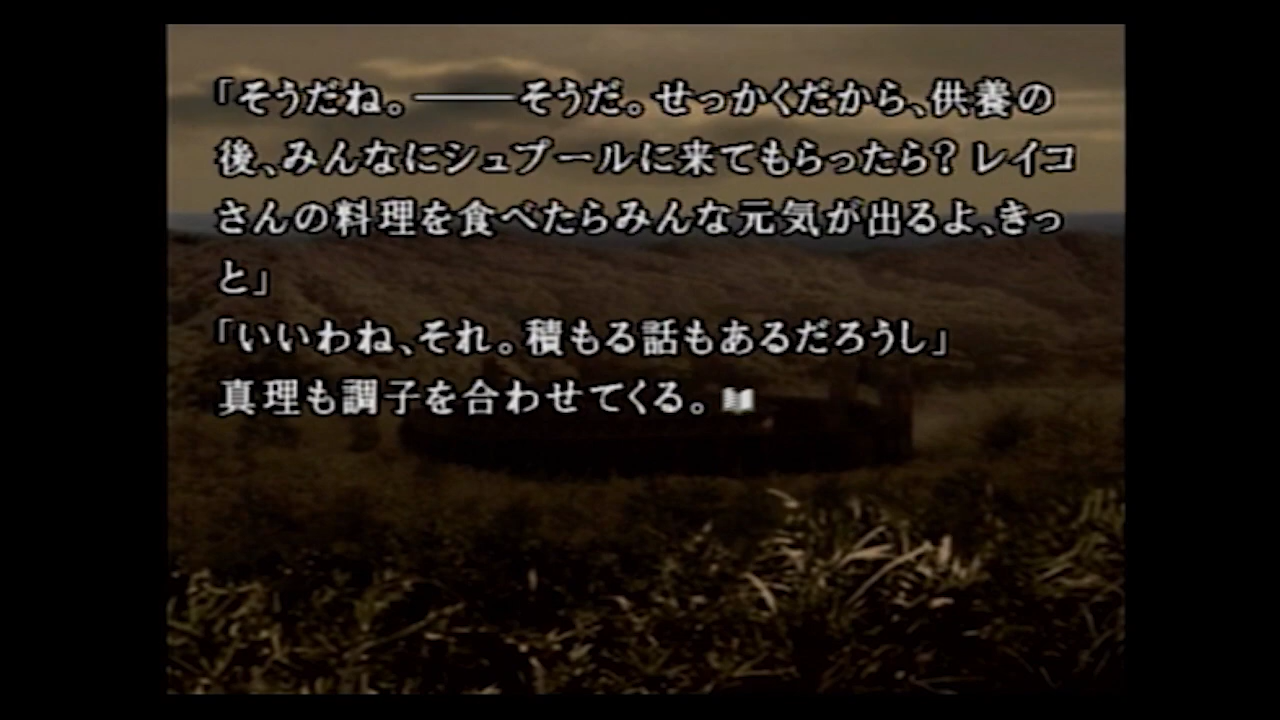 「そうだね。――そうだ。せっかくだから、供養の
後、みんなにシュプールに来てもらったら？ レイコ
さんの料理を食べたらみんな元気が出るよ、きっ
と」
「いいわね、それ。積もる話もあるだろうし」
真理も調子を合わせてくる。